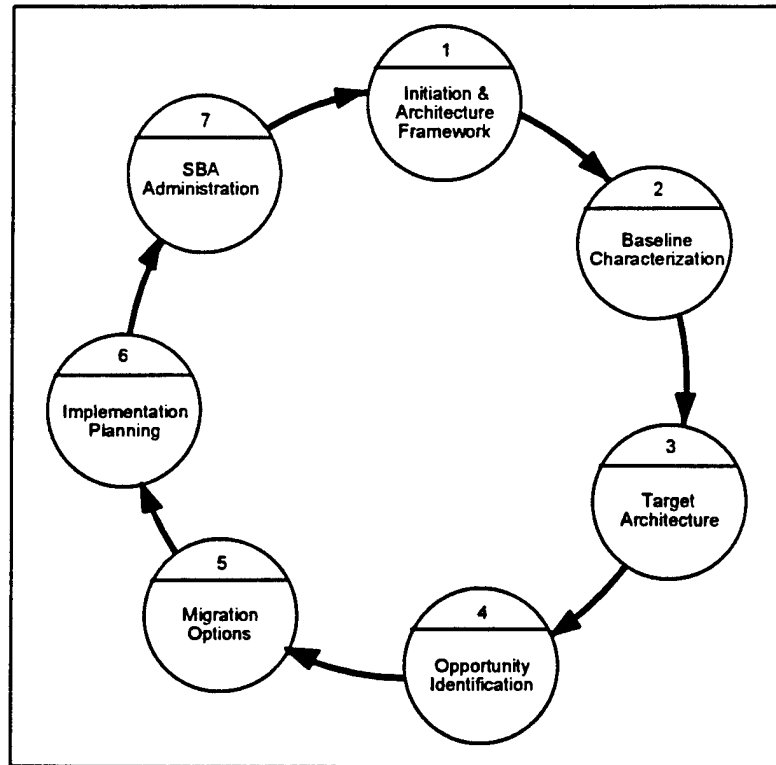 1
Initiation &
Architecture
Framework
2
Baseline
Characterization
3
Target
Architecture
4
Opportunity
Identification
5
Migration
Options
6
Implementation
Planning
7
SBA
Administration